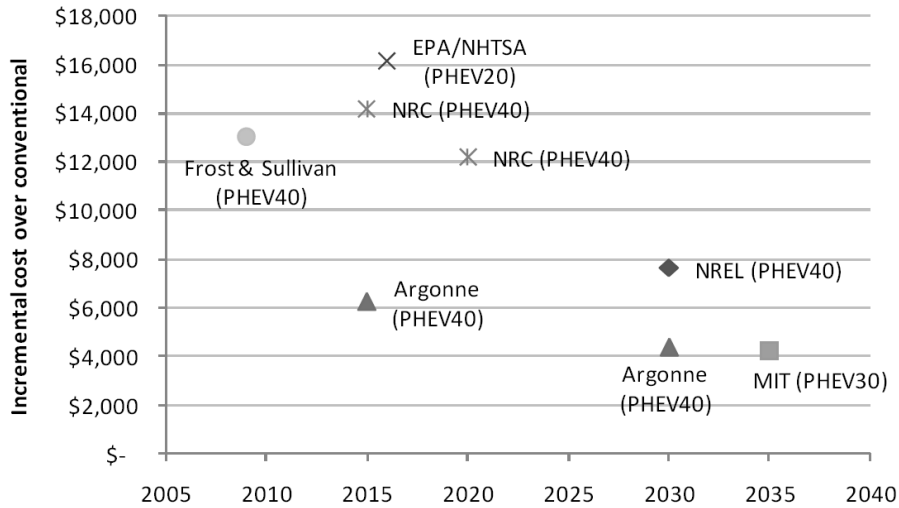 Incremental cost over conventional
$18,000
$16,000
$14,000
$12,000
$10,000
$8,000
$6,000
$4,000
$2,000
$-
EPA/NHTSA
(PHEV20)
NRC (PHEV40)
Frost & Sullivan
(PHEV40)
NRC (PHEV40)
NREL (PHEV40)
Argonne
(PHEV40)
Argonne
(PHEV40)
MIT (PHEV30)
2005
2010
2015
2020
2025
2030
2035
2040